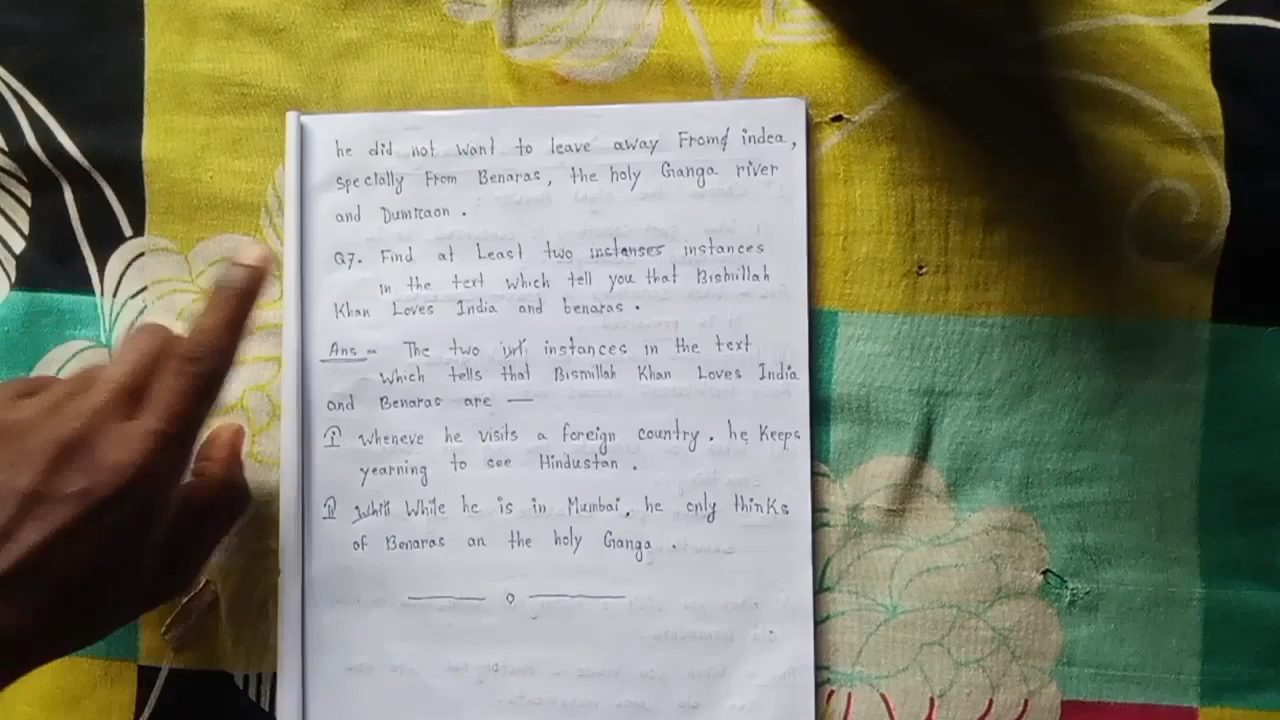 he did not want to leave away From indea,
specIally From Benaras, the holy Ganga river
and Dumraon.
Q7. Find at Least two instanses instances
in the text which tell you that Bismillah
Khan Loves India and benaras.
Ans - The two inst instances in the text
Which tells that Bismillah Khan Loves India
and Benaras are —
I Wheneve he visits a foreign country. he Keeps
yearning to see Hindustan.
II Whill While he is in Mumbai, he only thinks
of Benaras an the holy Ganga.